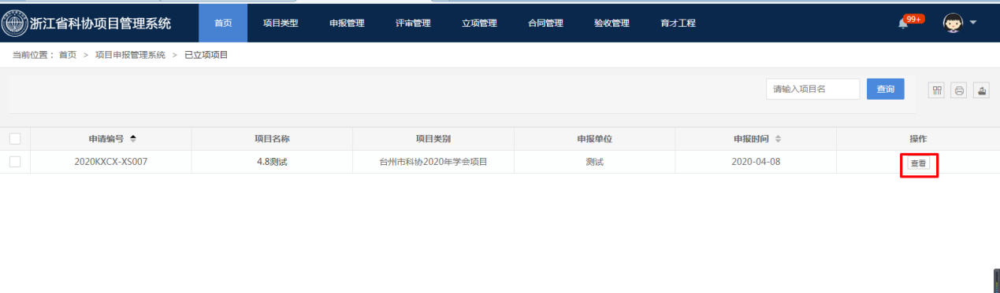 浙江省科协项目管理系统 首页 项目类型 申报管理 评审管理 立项管理 合同管理 验收管理 育才工程 99+
当前位置： 首页 > 项目申报管理系统 > 已立项项目
请输入项目名 查询
申请编号 项目名称 项目类别 申报单位 申报时间 操作
2020KXCX-XS007 4.8测试 台州市科协2020年学会项目 测试 2020-04-08 查看